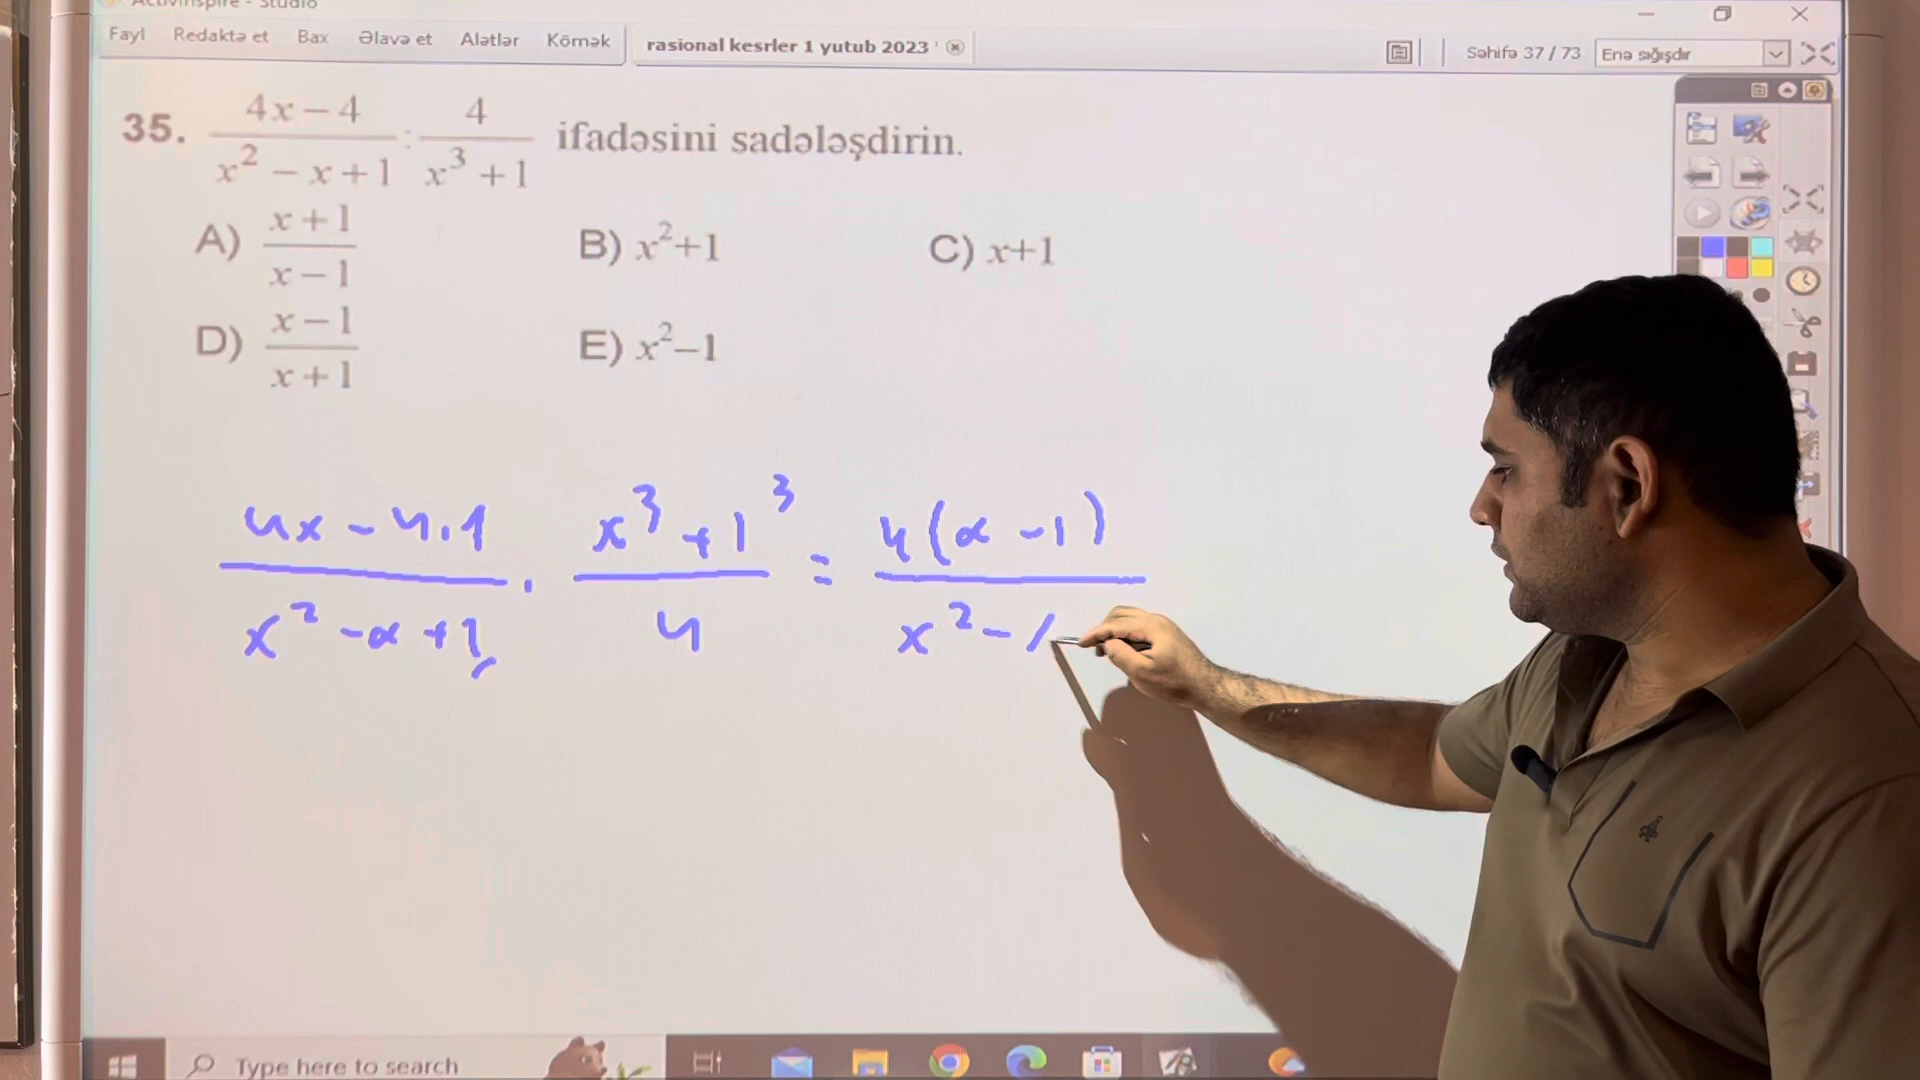 ActivInspire - Studio
Fayl Redaktə et Bax Əlavə et Alətlər Kömək
rasional kesrler 1 yutub 2023
Səhifə 37 / 73 Enə sığışdır
35. (4x − 4)/(x² − x + 1) : 4/(x³ + 1) ifadəsini sadələşdirin.
A) (x + 1)/(x − 1) B) x²+1 C) x+1
D) (x − 1)/(x + 1) E) x²−1
(4x − 4.1)/(x² − x + 1) · (x³ + 1³)/4 = 4(x − 1)/(x² −
Type here to search